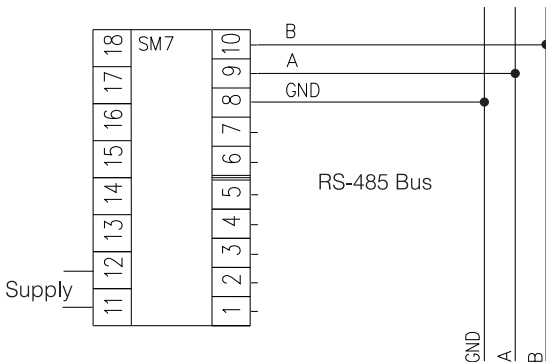 18 SM7 10 B
17 9 A
16 8 GND
15 7
14 6
RS-485 Bus
13 5
12 4
11 3
Supply 2
1
GND A B